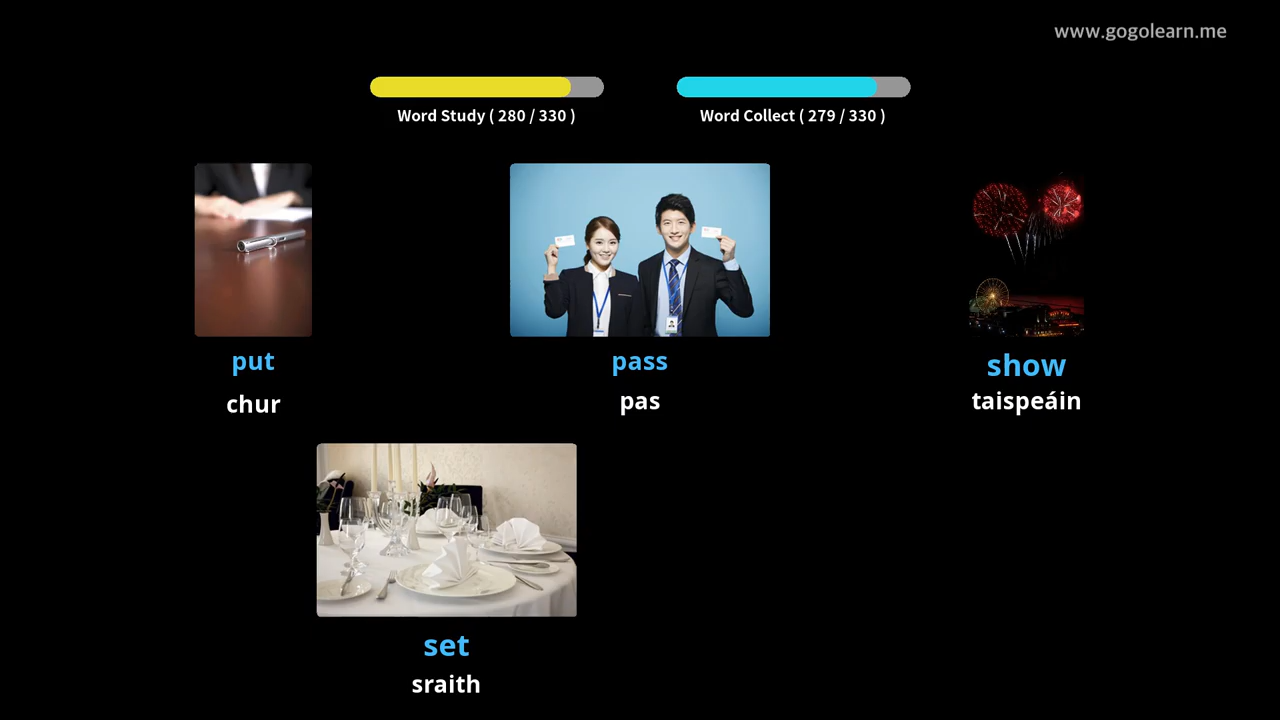 www.gogolearn.me
Word Study ( 280 / 330 )
Word Collect ( 279 / 330 )
put
chur
pass
pas
show
taispeáin
set
sraith